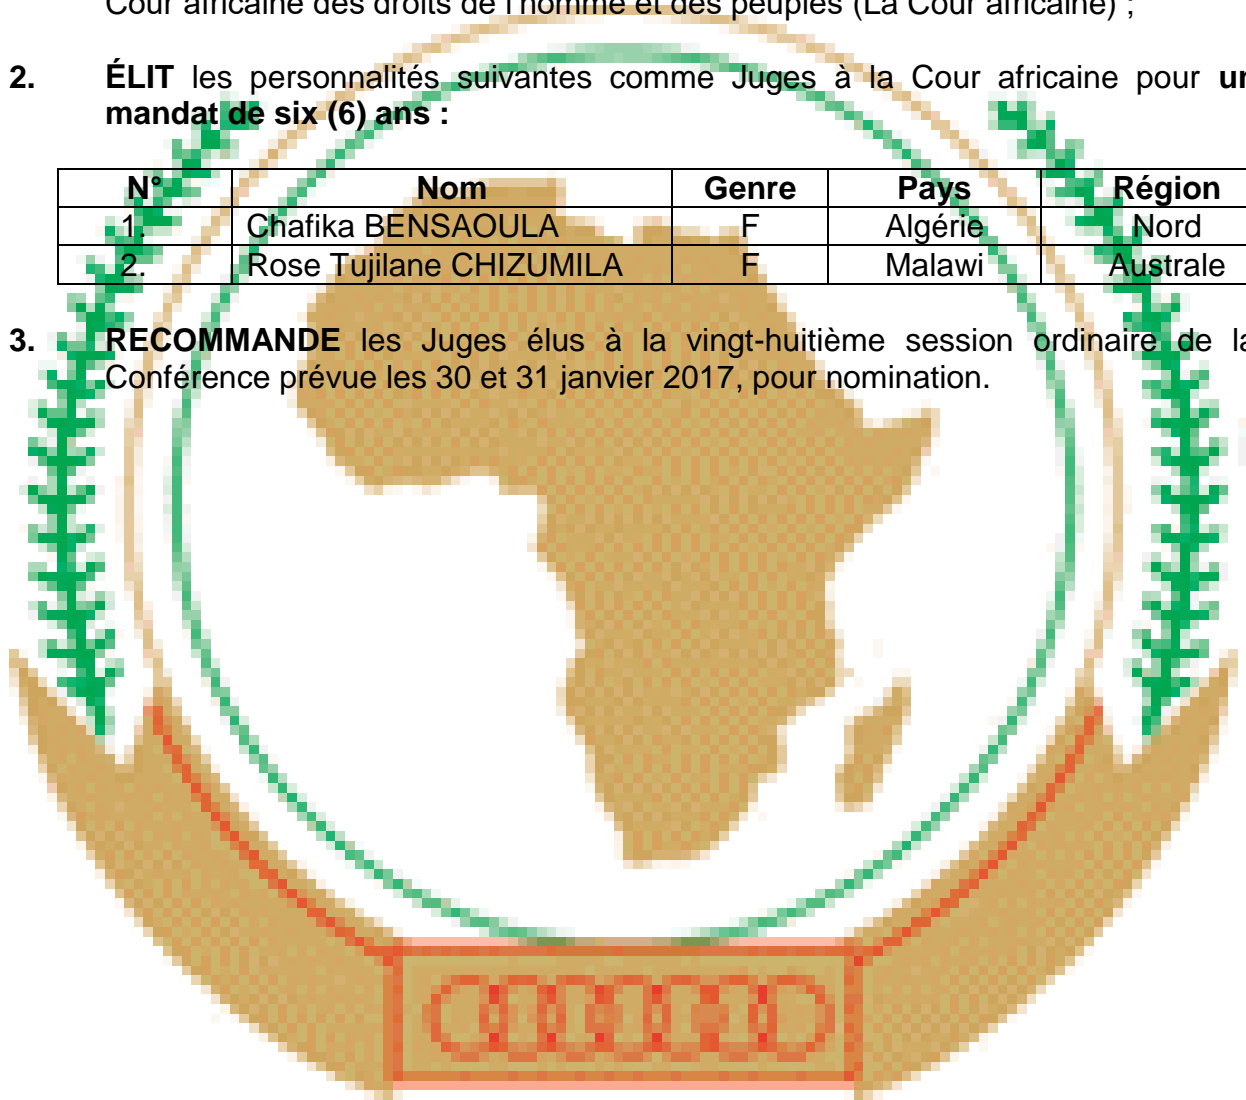 Cour africaine des droits de l'homme et des peuples (La Cour africaine) ;
2. ÉLIT les personnalités suivantes comme Juges à la Cour africaine pour un
mandat de six (6) ans :
N° Nom Genre Pays Région
1. Chafika BENSAOULA F Algérie Nord
2. Rose Tujilane CHIZUMILA F Malawi Australe
3. RECOMMANDE les Juges élus à la vingt-huitième session ordinaire de la
Conférence prévue les 30 et 31 janvier 2017, pour nomination.